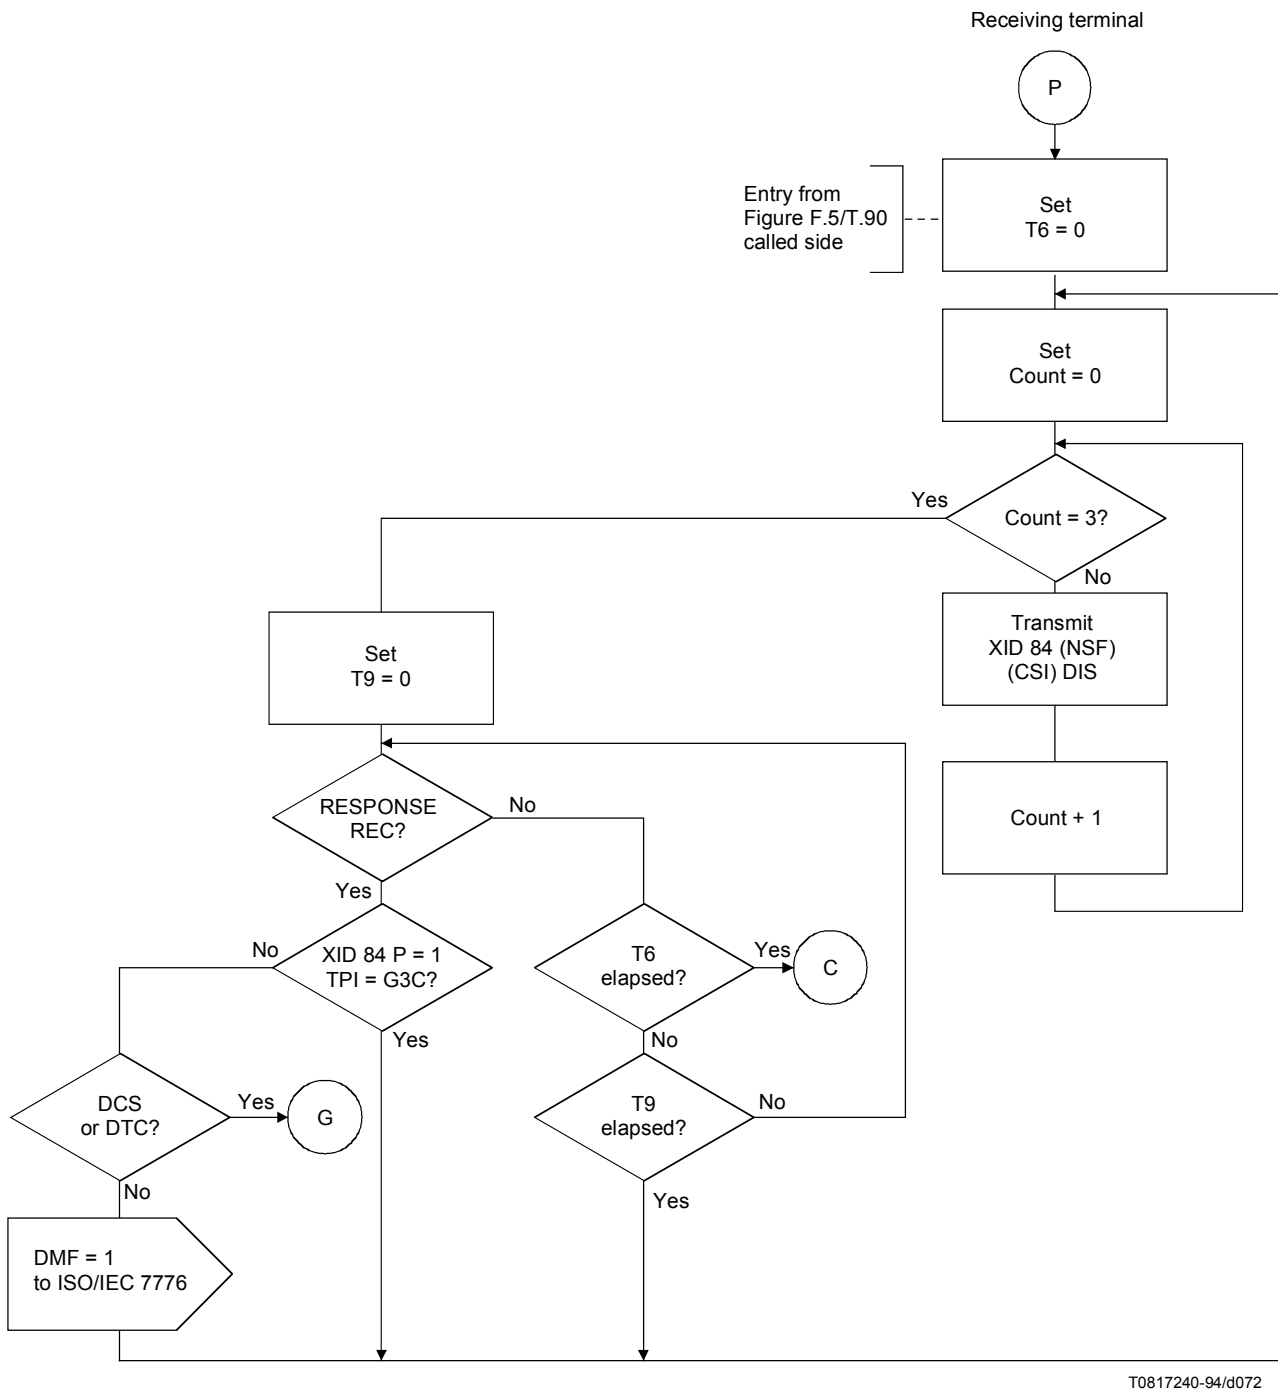 Receiving terminal
P
Entry from
Figure F.5/T.90
called side
Set
T6 = 0
Set
Count = 0
Yes
Count = 3?
No
Transmit
XID 84 (NSF)
(CSI) DIS
Count + 1
Set
T9 = 0
RESPONSE
REC?
No
Yes
XID 84 P = 1
TPI = G3C?
No
Yes
T6
elapsed?
Yes
C
No
T9
elapsed?
No
Yes
DCS
or DTC?
Yes
G
No
DMF = 1
to ISO/IEC 7776
T0817240-94/d072